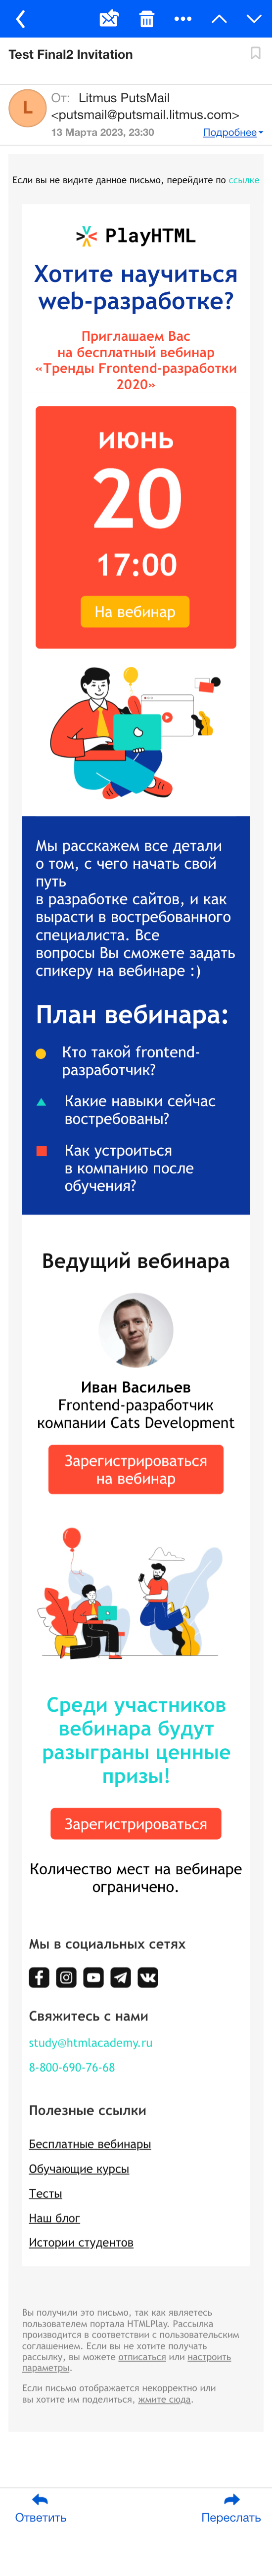 Test Final2 Invitation
L
От: Litmus PutsMail
<putsmail@putsmail.litmus.com>
13 Марта 2023, 23:30 Подробнее
Если вы не видите данное письмо, перейдите по ссылке
PlayHTML
Хотите научиться
web-разработке?
Приглашаем Вас
на бесплатный вебинар
«Тренды Frontend-разработки
2020»
июнь
20
17:00
На вебинар
Мы расскажем все детали
о том, с чего начать свой
путь
в разработке сайтов, и как
вырасти в востребованного
специалиста. Все
вопросы Вы сможете задать
спикеру на вебинаре :)
План вебинара:
Кто такой frontend-
разработчик?
Какие навыки сейчас
востребованы?
Как устроиться
в компанию после
обучения?
Ведущий вебинара
Иван Васильев
Frontend-разработчик
компании Cats Development
Зарегистрироваться
на вебинар
Среди участников
вебинара будут
разыграны ценные
призы!
Зарегистрироваться
Количество мест на вебинаре
ограничено.
Мы в социальных сетях
Свяжитесь с нами
study@htmlacademy.ru
8-800-690-76-68
Полезные ссылки
Бесплатные вебинары
Обучающие курсы
Тесты
Наш блог
Истории студентов
Вы получили это письмо, так как являетесь
пользователем портала HTMLPlay. Рассылка
производится в соответствии с пользовательским
соглашением. Если вы не хотите получать
рассылку, вы можете отписаться или настроить
параметры.
Если письмо отображается некорректно или
вы хотите им поделиться, жмите сюда.
Ответить Переслать